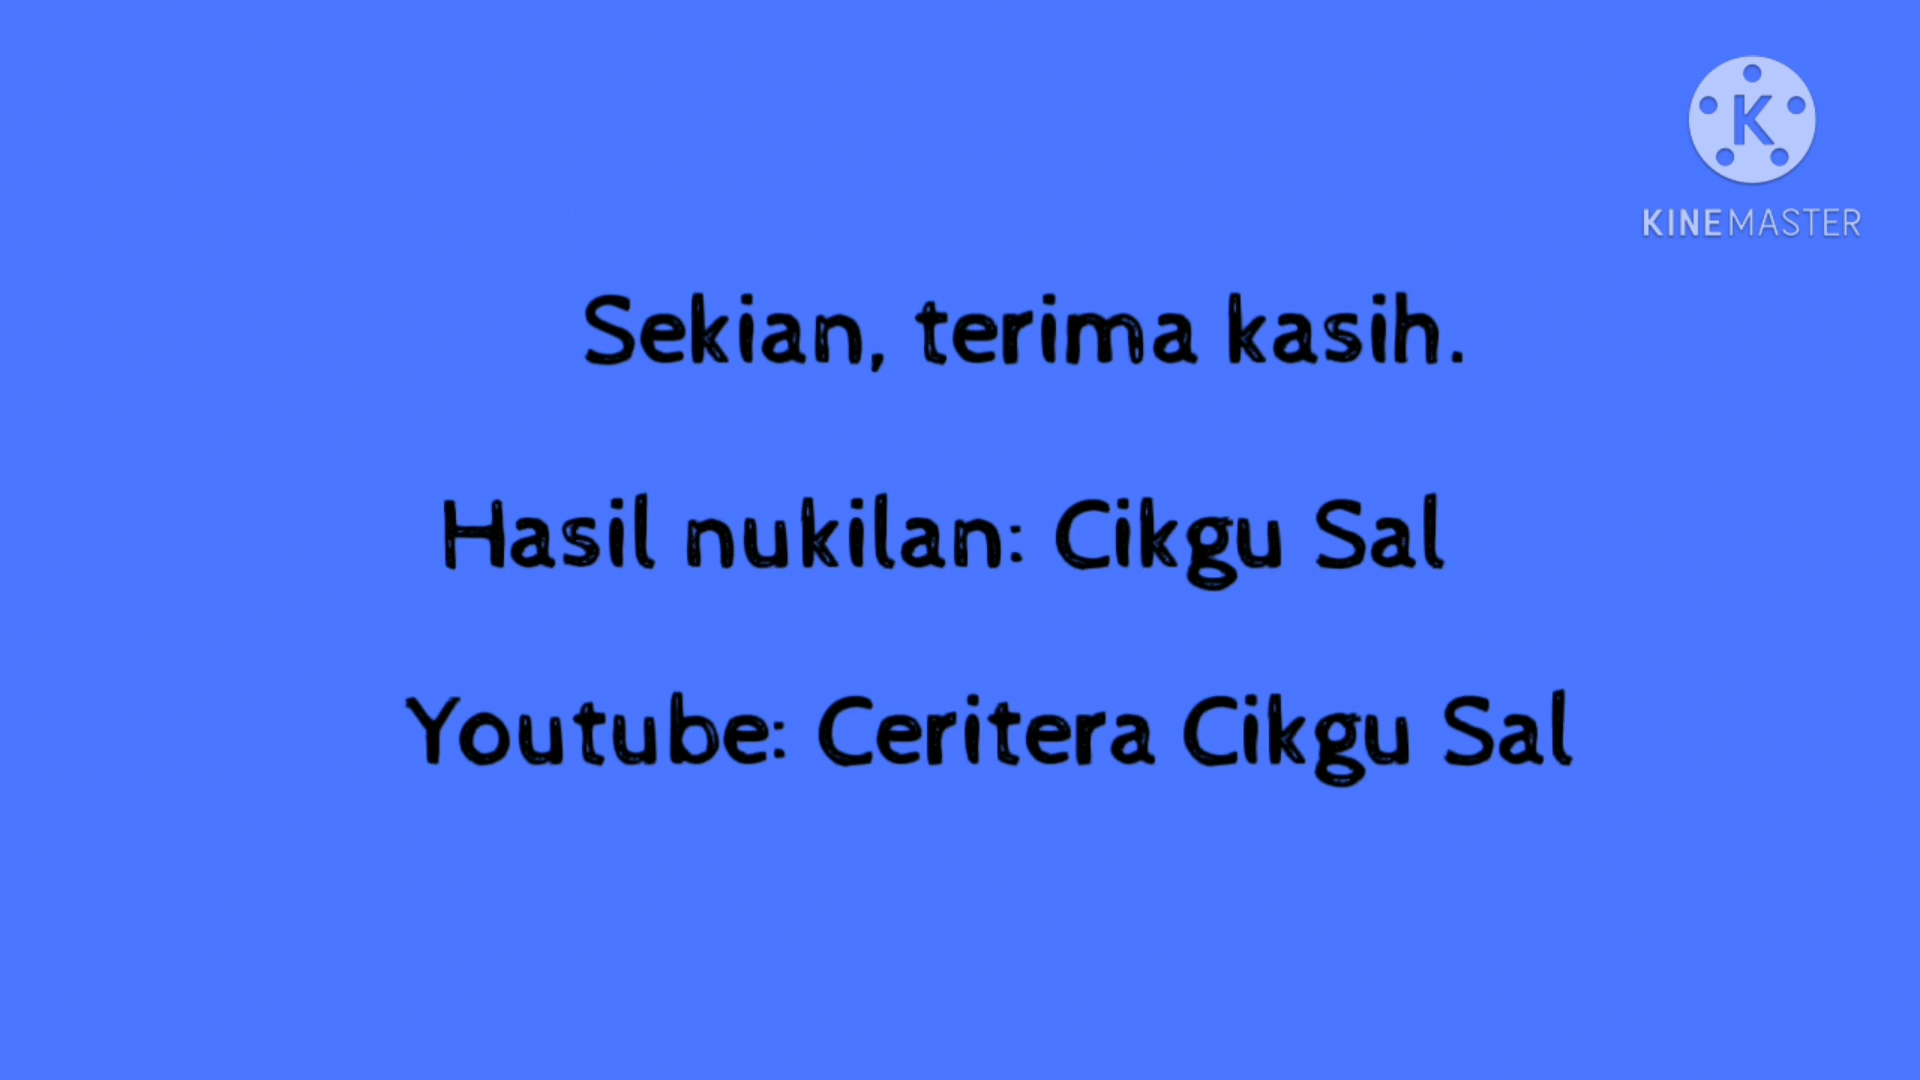 K
KINEMASTER
Sekian, terima kasih.
Hasil nukilan: Cikgu Sal
Youtube: Ceritera Cikgu Sal